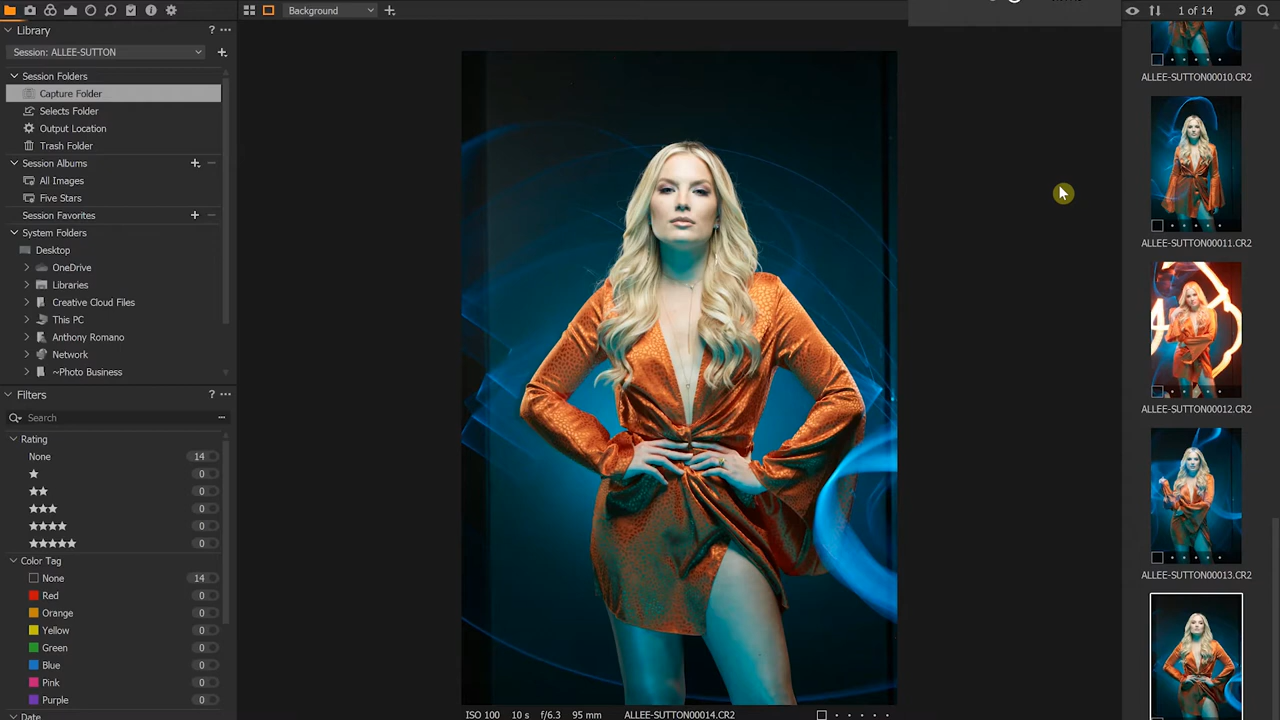 Background
1 of 14
Library
Session: ALLEE-SUTTON
Session Folders
Capture Folder
Selects Folder
Output Location
Trash Folder
Session Albums
All Images
Five Stars
Session Favorites
System Folders
Desktop
OneDrive
Libraries
Creative Cloud Files
This PC
Anthony Romano
Network
~Photo Business
Filters
Search
Rating
None 14
0
0
0
0
0
Color Tag
None 14
Red 0
Orange 0
Yellow 0
Green 0
Blue 0
Pink 0
Purple 0
Date
ISO 100 10 s f/6.3 95 mm ALLEE-SUTTON00014.CR2
ALLEE-SUTTON00010.CR2
ALLEE-SUTTON00011.CR2
ALLEE-SUTTON00012.CR2
ALLEE-SUTTON00013.CR2